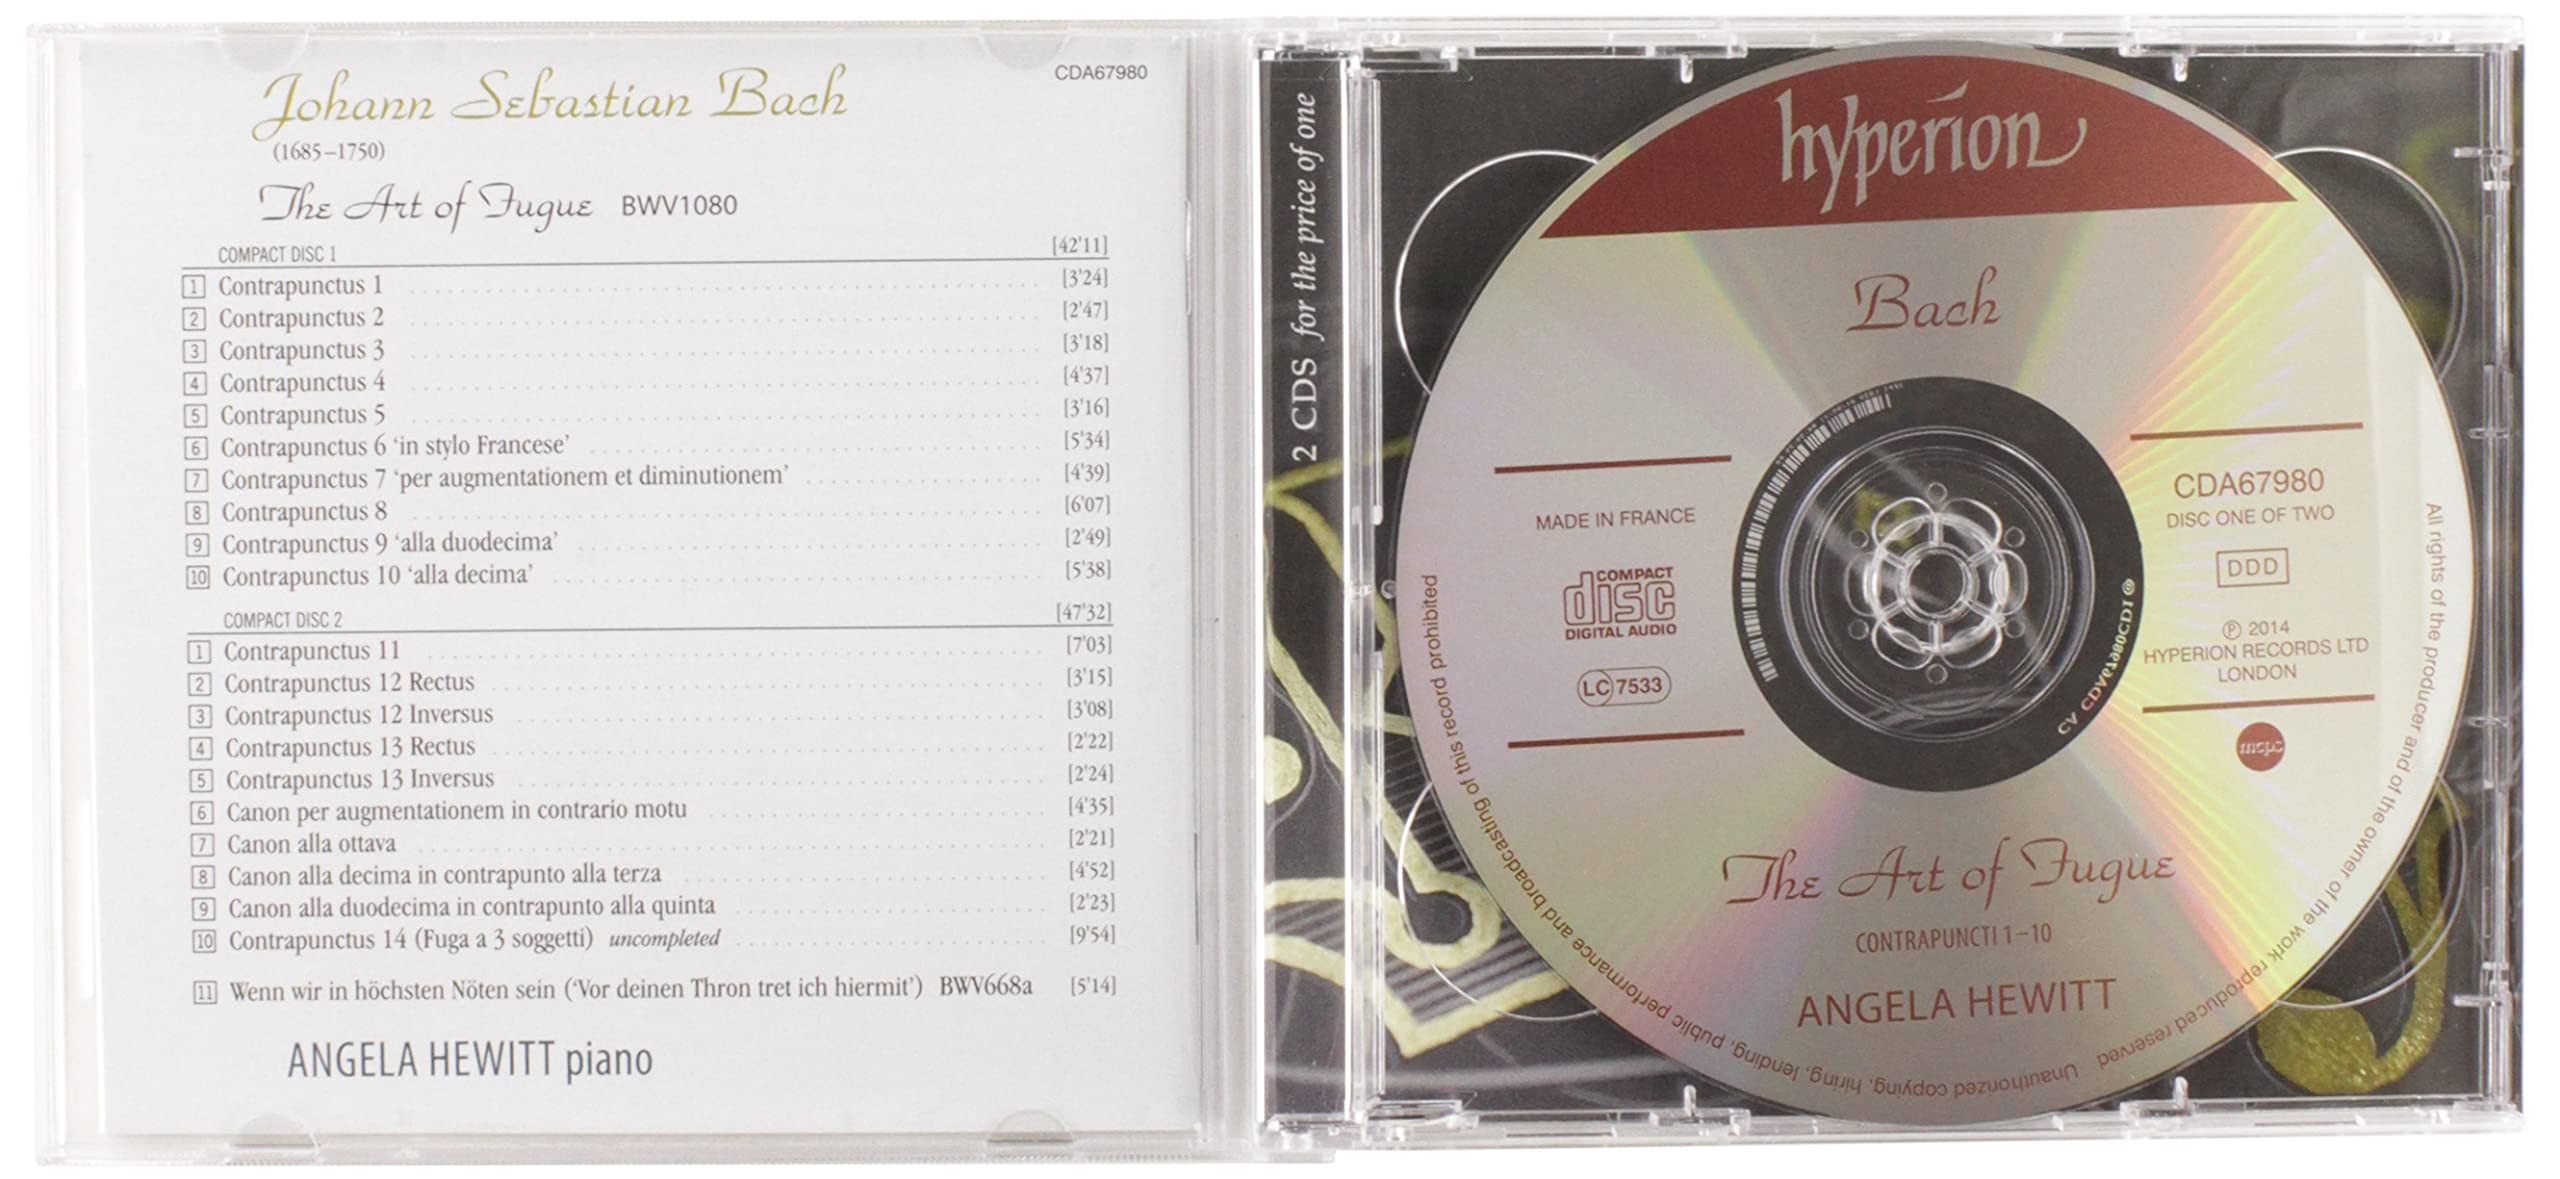 Johann Sebastian Bach
CDA67980
(1685–1750)
The Art of Fugue BWV1080
COMPACT DISC 1 [42'11]
1 Contrapunctus 1 [3'24]
2 Contrapunctus 2 [2'47]
3 Contrapunctus 3 [3'18]
4 Contrapunctus 4 [4'37]
5 Contrapunctus 5 [3'16]
6 Contrapunctus 6 ‘in stylo Francese’ [5'34]
7 Contrapunctus 7 ‘per augmentationem et diminutionem’ [4'39]
8 Contrapunctus 8 [6'07]
9 Contrapunctus 9 ‘alla duodecima’ [2'49]
10 Contrapunctus 10 ‘alla decima’ [5'38]
COMPACT DISC 2 [47'32]
1 Contrapunctus 11 [7'03]
2 Contrapunctus 12 Rectus [3'15]
3 Contrapunctus 12 Inversus [3'08]
4 Contrapunctus 13 Rectus [2'22]
5 Contrapunctus 13 Inversus [2'24]
6 Canon per augmentationem in contrario motu [4'35]
7 Canon alla ottava [2'21]
8 Canon alla decima in contrapunto alla terza [4'52]
9 Canon alla duodecima in contrapunto alla quinta [2'23]
10 Contrapunctus 14 (Fuga a 3 soggetti) uncompleted [9'54]
11 Wenn wir in höchsten Nöten sein (‘Vor deinen Thron tret ich hiermit’) BWV668a [5'14]
ANGELA HEWITT piano
2 CDS for the price of one
hyperion
Bach
MADE IN FRANCE
COMPACT
disc
DIGITAL AUDIO
LC 7533
CDA67980
DISC ONE OF TWO
DDD
℗ 2014
HYPERION RECORDS LTD
LONDON
mcps
The Art of Fugue
CONTRAPUNCTI 1–10
ANGELA HEWITT
All rights of the producer and of the owner of the work reproduced reserved Unauthorized copying, hiring, lending, public performance and broadcasting of this record prohibited